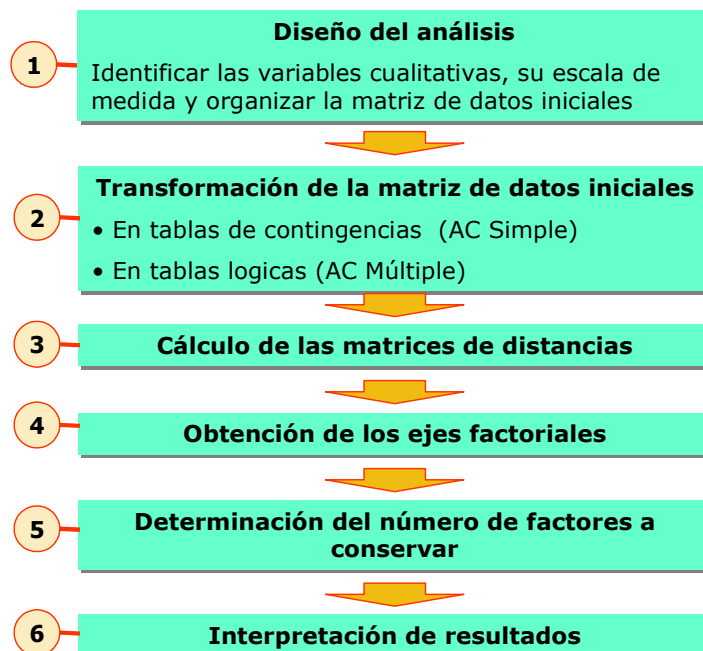 1
Diseño del análisis
Identificar las variables cualitativas, su escala de
medida y organizar la matriz de datos iniciales
2
Transformación de la matriz de datos iniciales
• En tablas de contingencias (AC Simple)
• En tablas logicas (AC Múltiple)
3
Cálculo de las matrices de distancias
4
Obtención de los ejes factoriales
5
Determinación del número de factores a
conservar
6
Interpretación de resultados